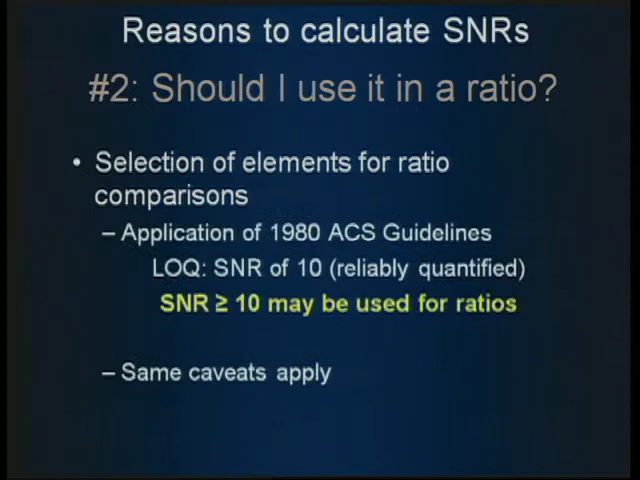 Reasons to calculate SNRs
#2: Should I use it in a ratio?
• Selection of elements for ratio
comparisons
– Application of 1980 ACS Guidelines
LOQ: SNR of 10 (reliably quantified)
SNR ≥ 10 may be used for ratios
– Same caveats apply